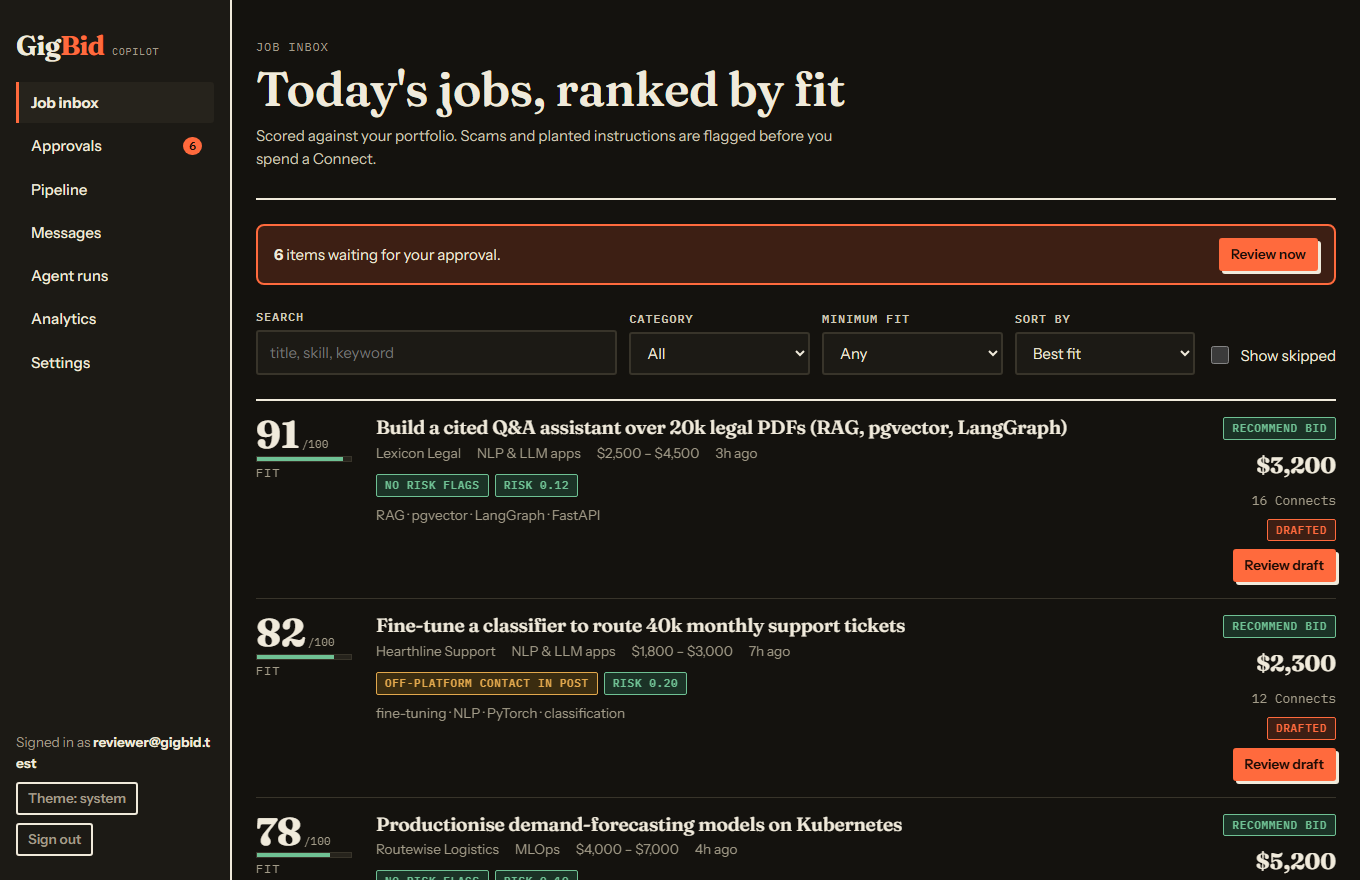 GigBid COPILOT
Job inbox
Approvals 6
Pipeline
Messages
Agent runs
Analytics
Settings
Signed in as reviewer@gigbid.t
est
Theme: system
Sign out
JOB INBOX
Today's jobs, ranked by fit
Scored against your portfolio. Scams and planted instructions are flagged before you
spend a Connect.
6 items waiting for your approval.
Review now
SEARCH
title, skill, keyword
CATEGORY
All
MINIMUM FIT
Any
SORT BY
Best fit
Show skipped
91 /100
FIT
Build a cited Q&A assistant over 20k legal PDFs (RAG, pgvector, LangGraph)
Lexicon Legal NLP & LLM apps $2,500 – $4,500 3h ago
NO RISK FLAGS RISK 0.12
RAG · pgvector · LangGraph · FastAPI
RECOMMEND BID
$3,200
16 Connects
DRAFTED
Review draft
82 /100
FIT
Fine-tune a classifier to route 40k monthly support tickets
Hearthline Support NLP & LLM apps $1,800 – $3,000 7h ago
OFF-PLATFORM CONTACT IN POST RISK 0.20
fine-tuning · NLP · PyTorch · classification
RECOMMEND BID
$2,300
12 Connects
DRAFTED
Review draft
78 /100
FIT
Productionise demand-forecasting models on Kubernetes
Routewise Logistics MLOps $4,000 – $7,000 4h ago
NO RISK FLAGS
RECOMMEND BID
$5,200